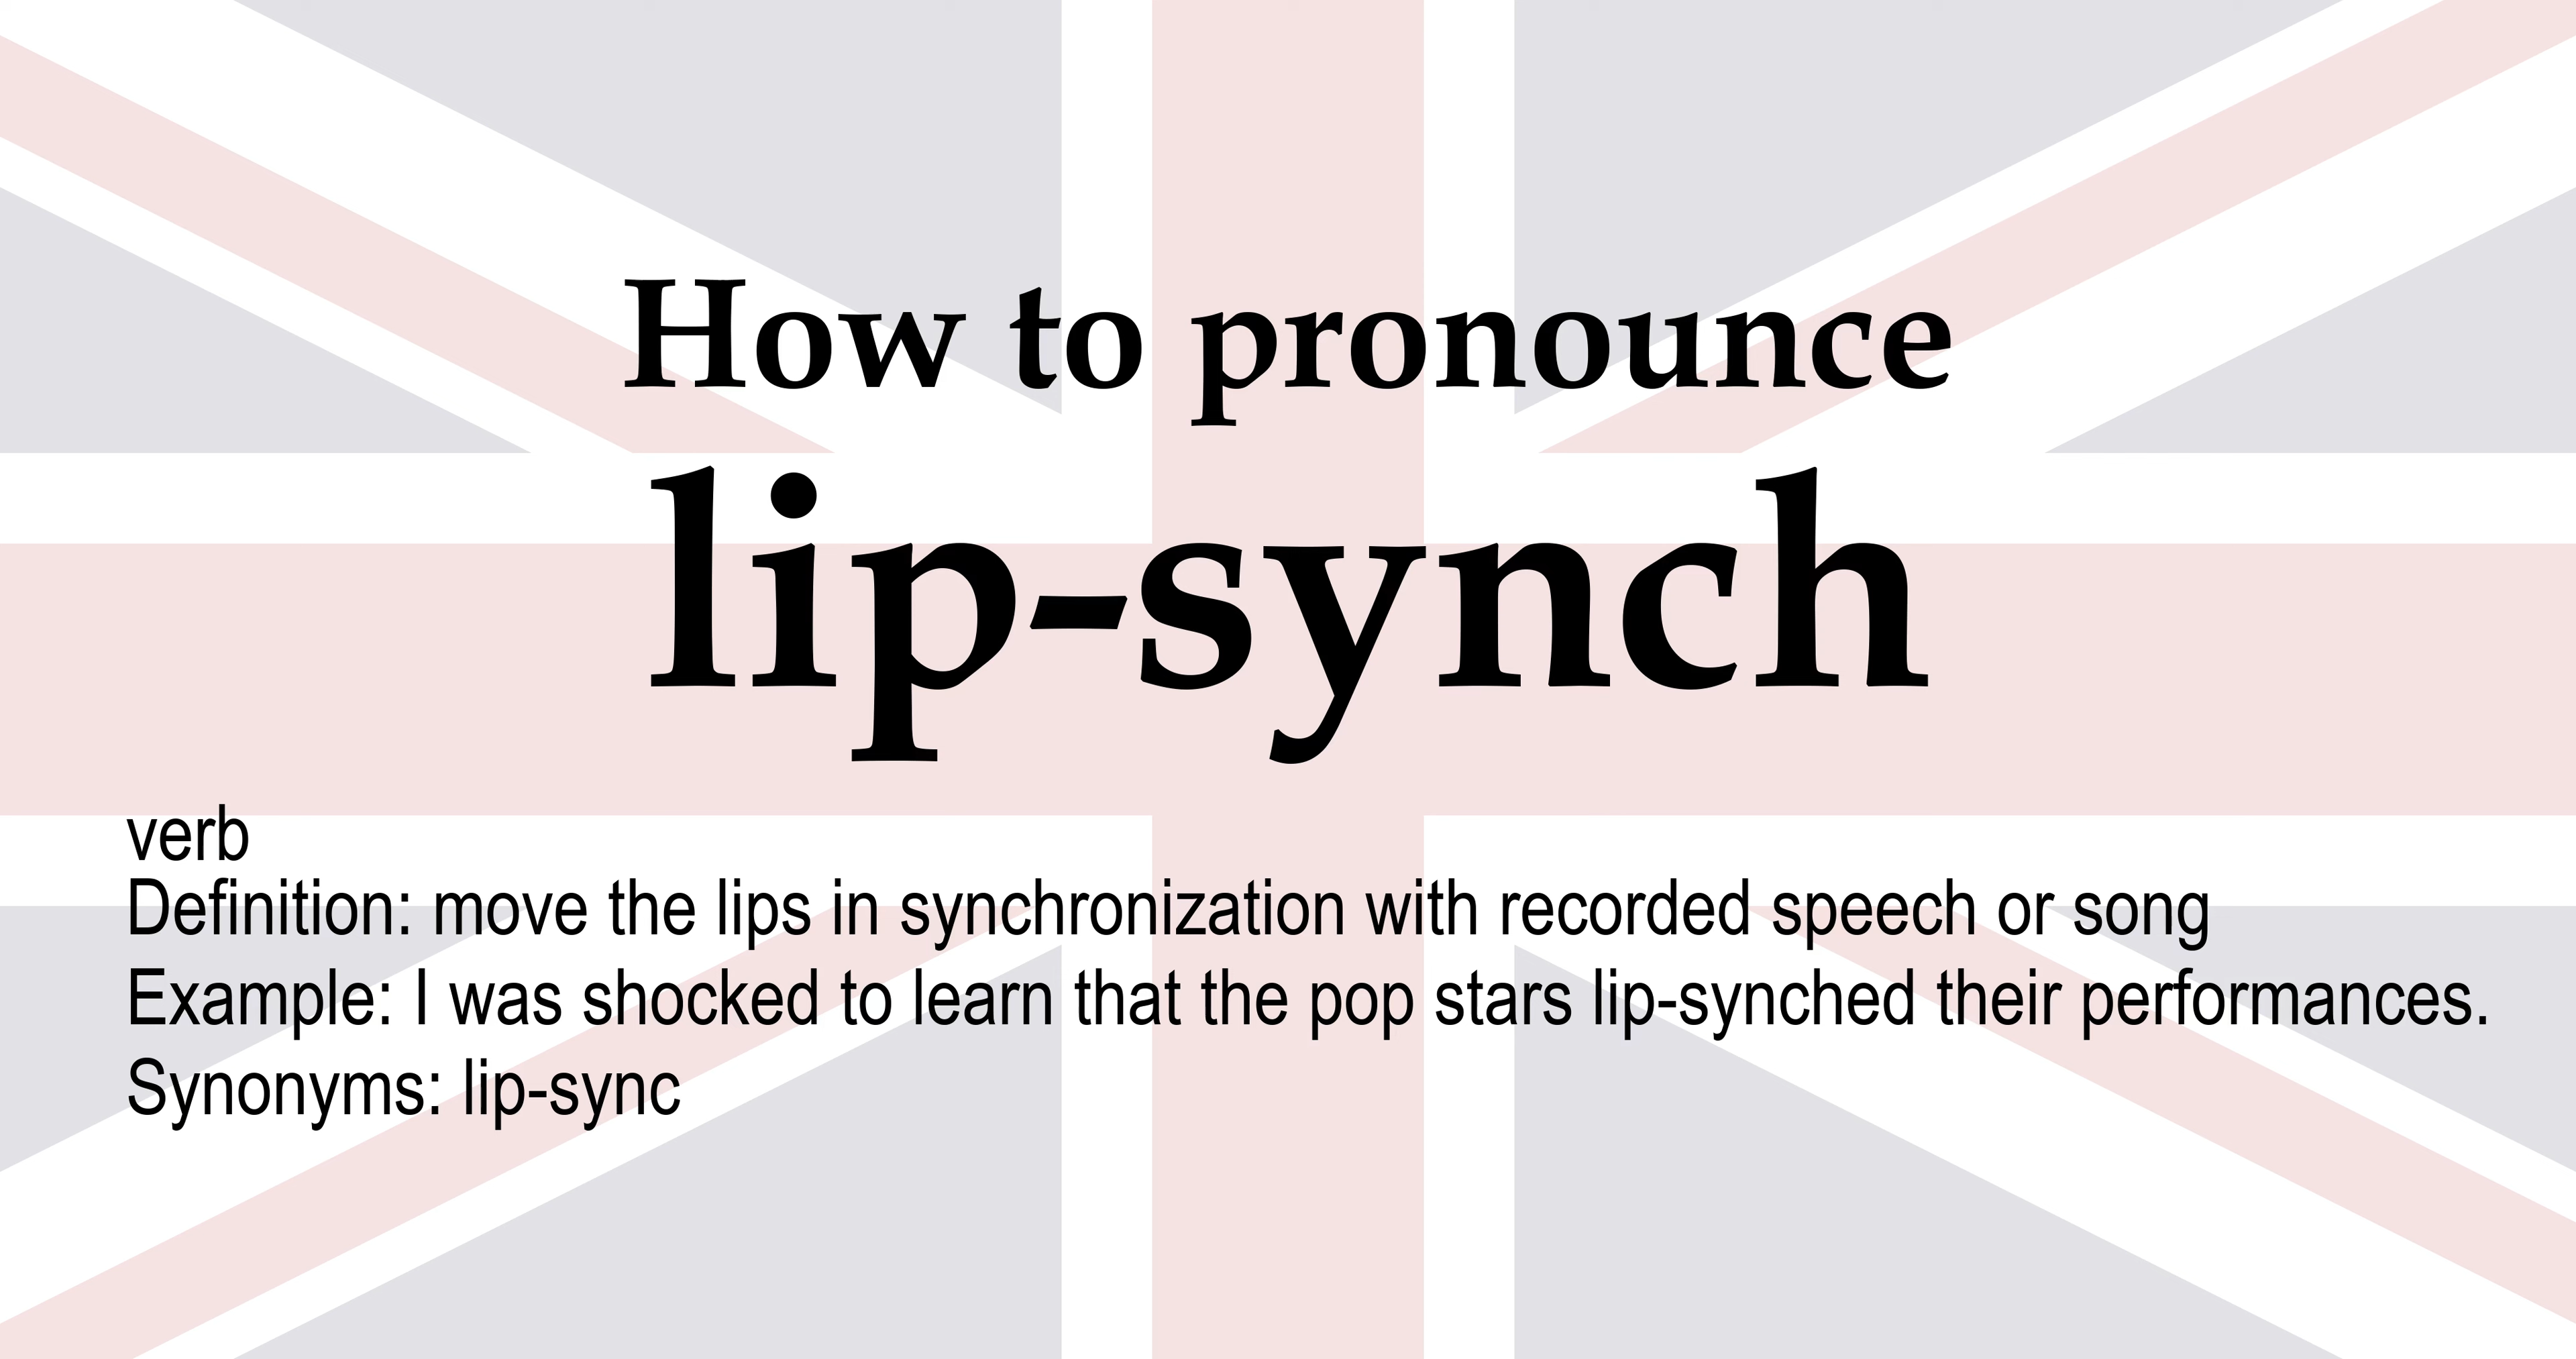 How to pronounce
lip-synch
verb
Definition: move the lips in synchronization with recorded speech or song
Example: I was shocked to learn that the pop stars lip-synched their performances.
Synonyms: lip-sync